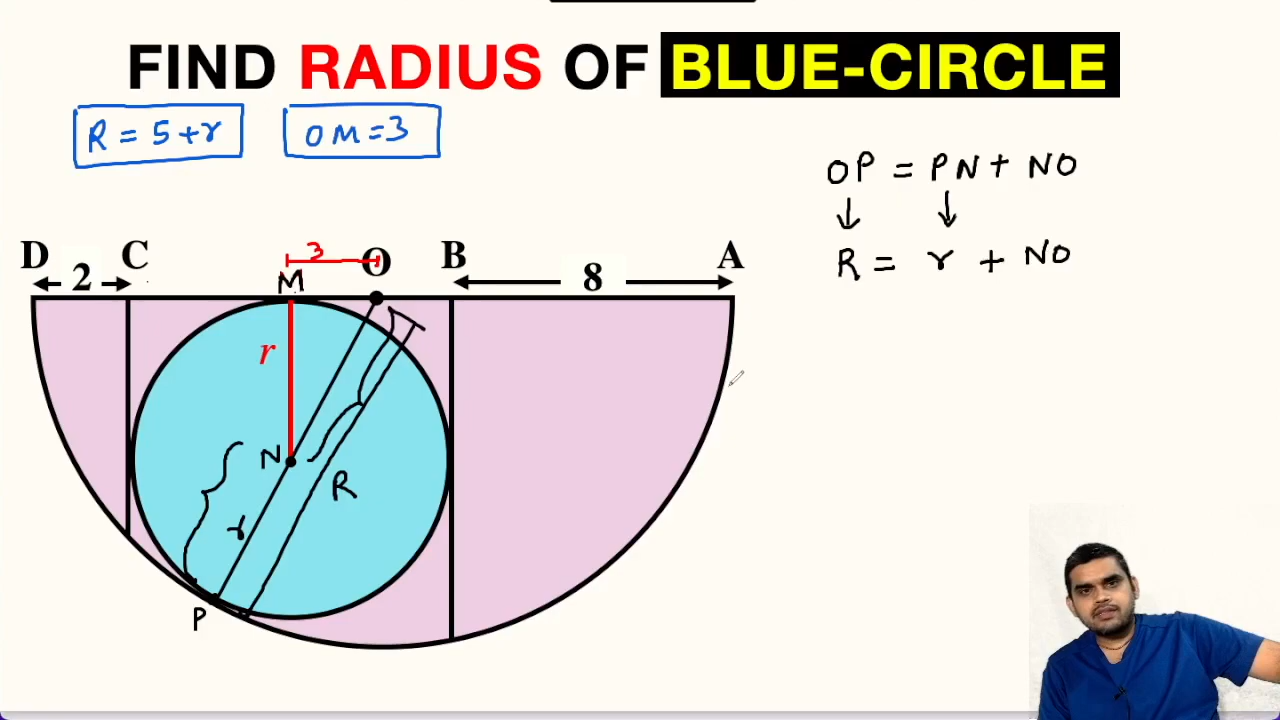 FIND RADIUS OF BLUE-CIRCLE
R = 5 + r
OM = 3
OP = PN + NO
R = r + NO
3
D C M O B A
2 8
r
N
R
r
P